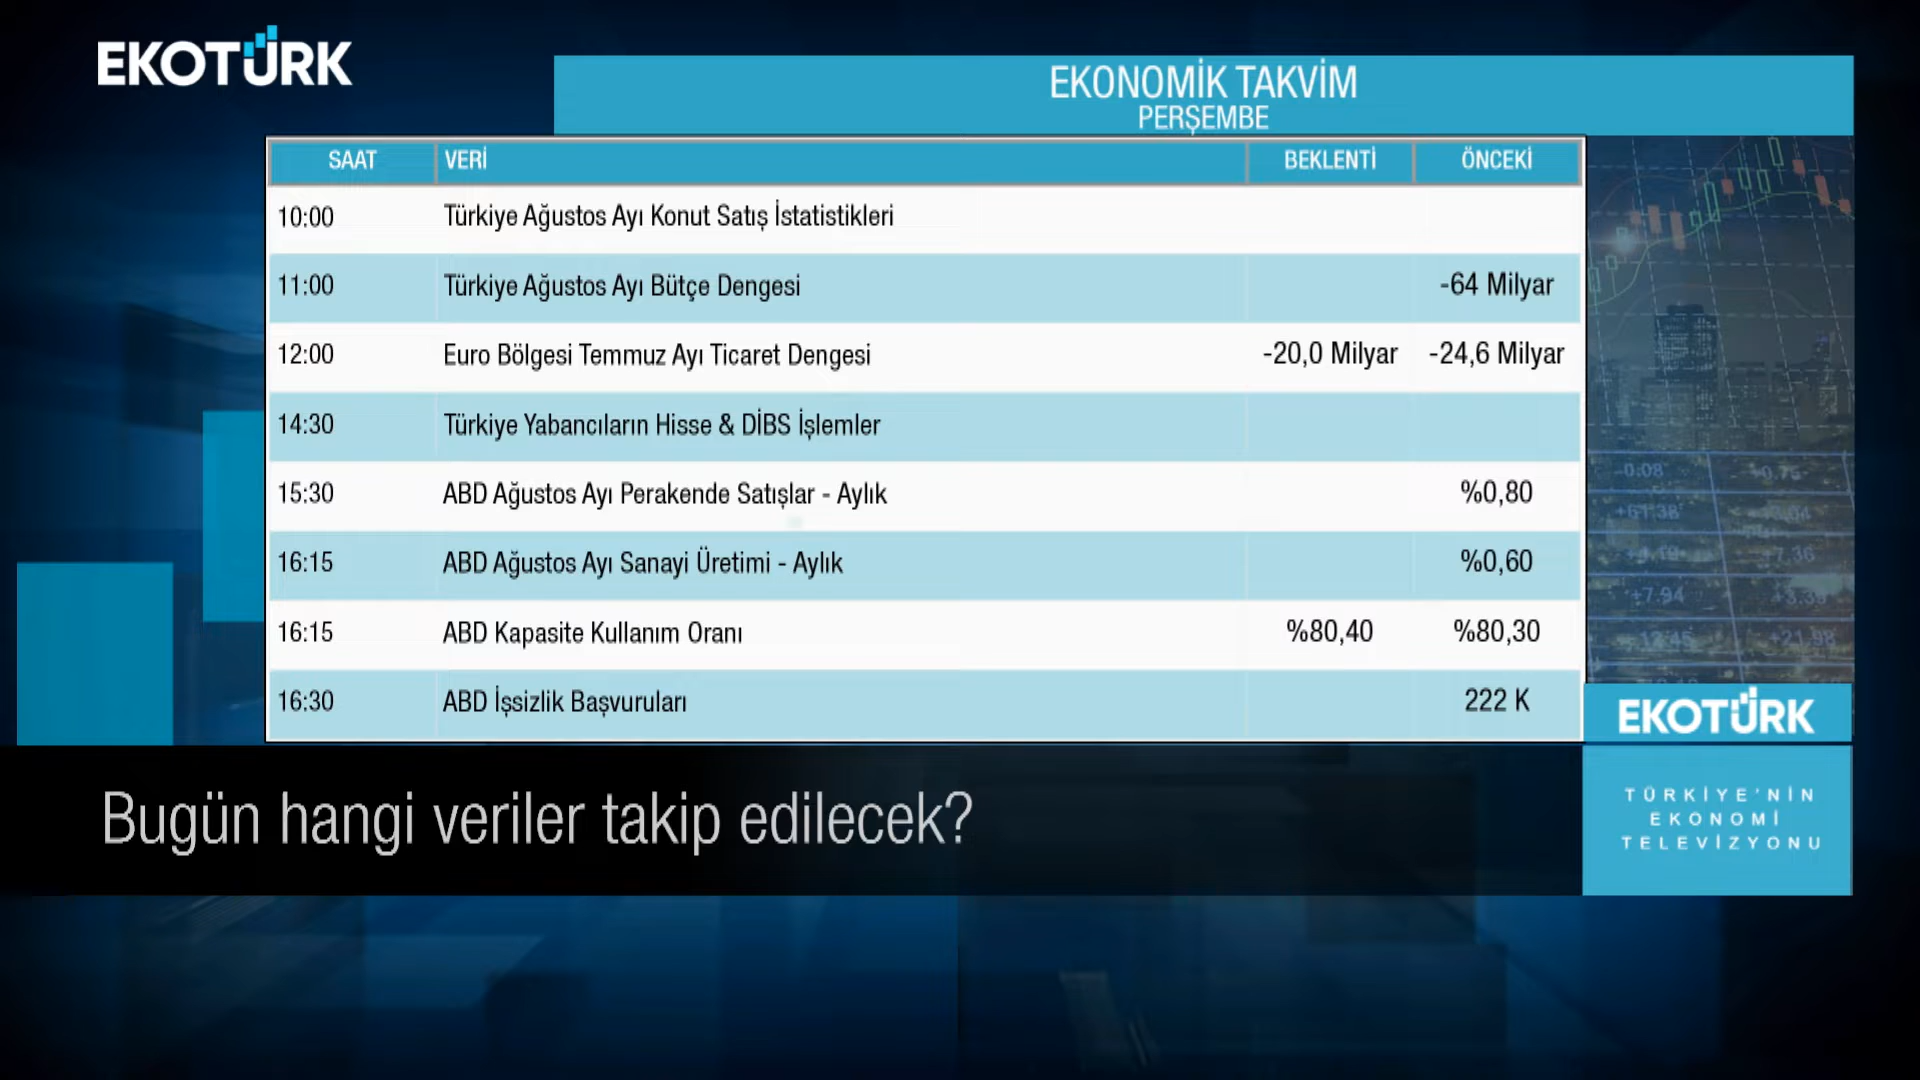 EKOTÜRK
EKONOMİK TAKVİM
PERŞEMBE
SAAT VERİ BEKLENTİ ÖNCEKİ
10:00 Türkiye Ağustos Ayı Konut Satış İstatistikleri
11:00 Türkiye Ağustos Ayı Bütçe Dengesi -64 Milyar
12:00 Euro Bölgesi Temmuz Ayı Ticaret Dengesi -20,0 Milyar -24,6 Milyar
14:30 Türkiye Yabancıların Hisse & DİBS İşlemler
15:30 ABD Ağustos Ayı Perakende Satışlar - Aylık %0,80
16:15 ABD Ağustos Ayı Sanayi Üretimi - Aylık %0,60
16:15 ABD Kapasite Kullanım Oranı %80,40 %80,30
16:30 ABD İşsizlik Başvuruları 222 K
EKOTÜRK
Bugün hangi veriler takip edilecek?
TÜRKİYE'NİN
EKONOMİ
TELEVİZYONU